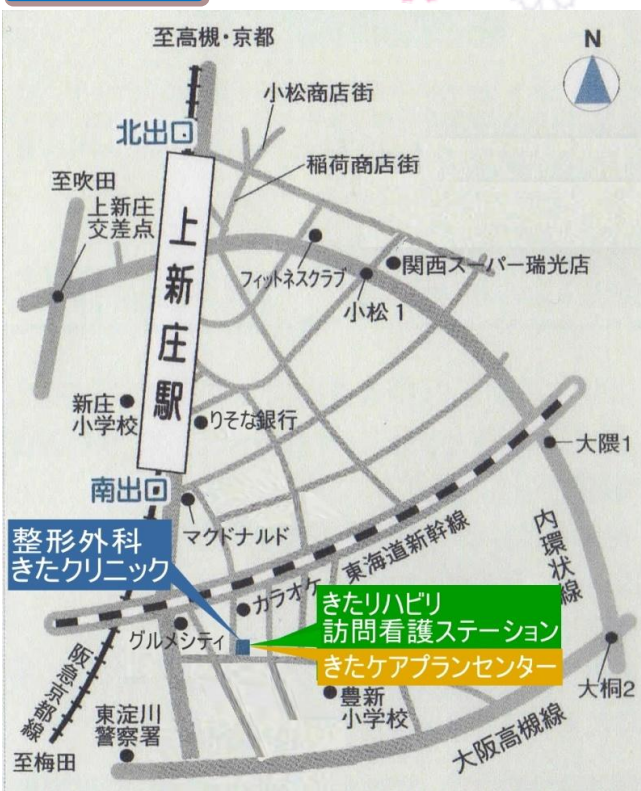 至高槻・京都
N
小松商店街
北出口
稲荷商店街
至吹田
上新庄
交差点
上新庄駅
フィットネスクラブ
関西スーパー瑞光店
小松1
新庄
小学校
りそな銀行
大隅1
南出口
マクドナルド
整形外科
きたクリニック
東海道新幹線
内環状線
カラオケ
きたリハビリ
訪問看護ステーション
グルメシティ
きたケアプランセンター
阪急京都線
豊新
小学校
大桐2
東淀川
警察署
大阪高槻線
至梅田